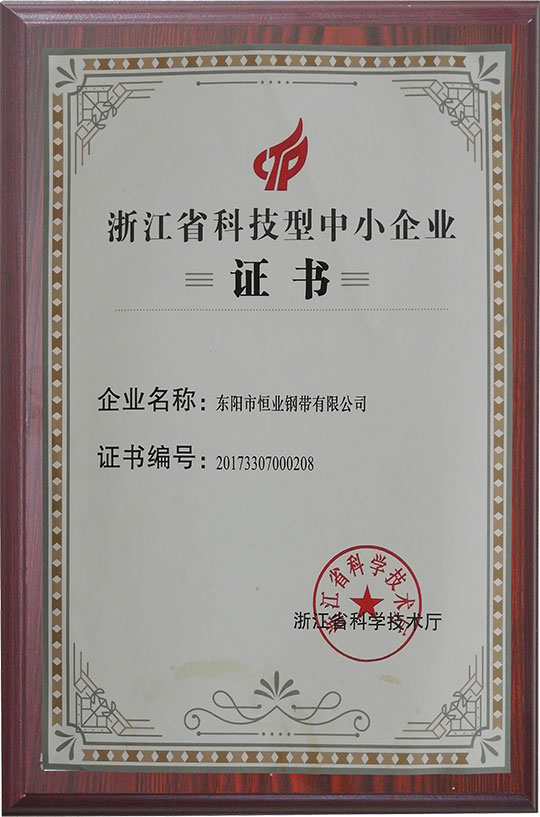 浙江省科技型中小企业
证书
企业名称：东阳市恒业钢带有限公司
证书编号：20173307000208
浙江省科学技术厅
浙江省科学技术厅